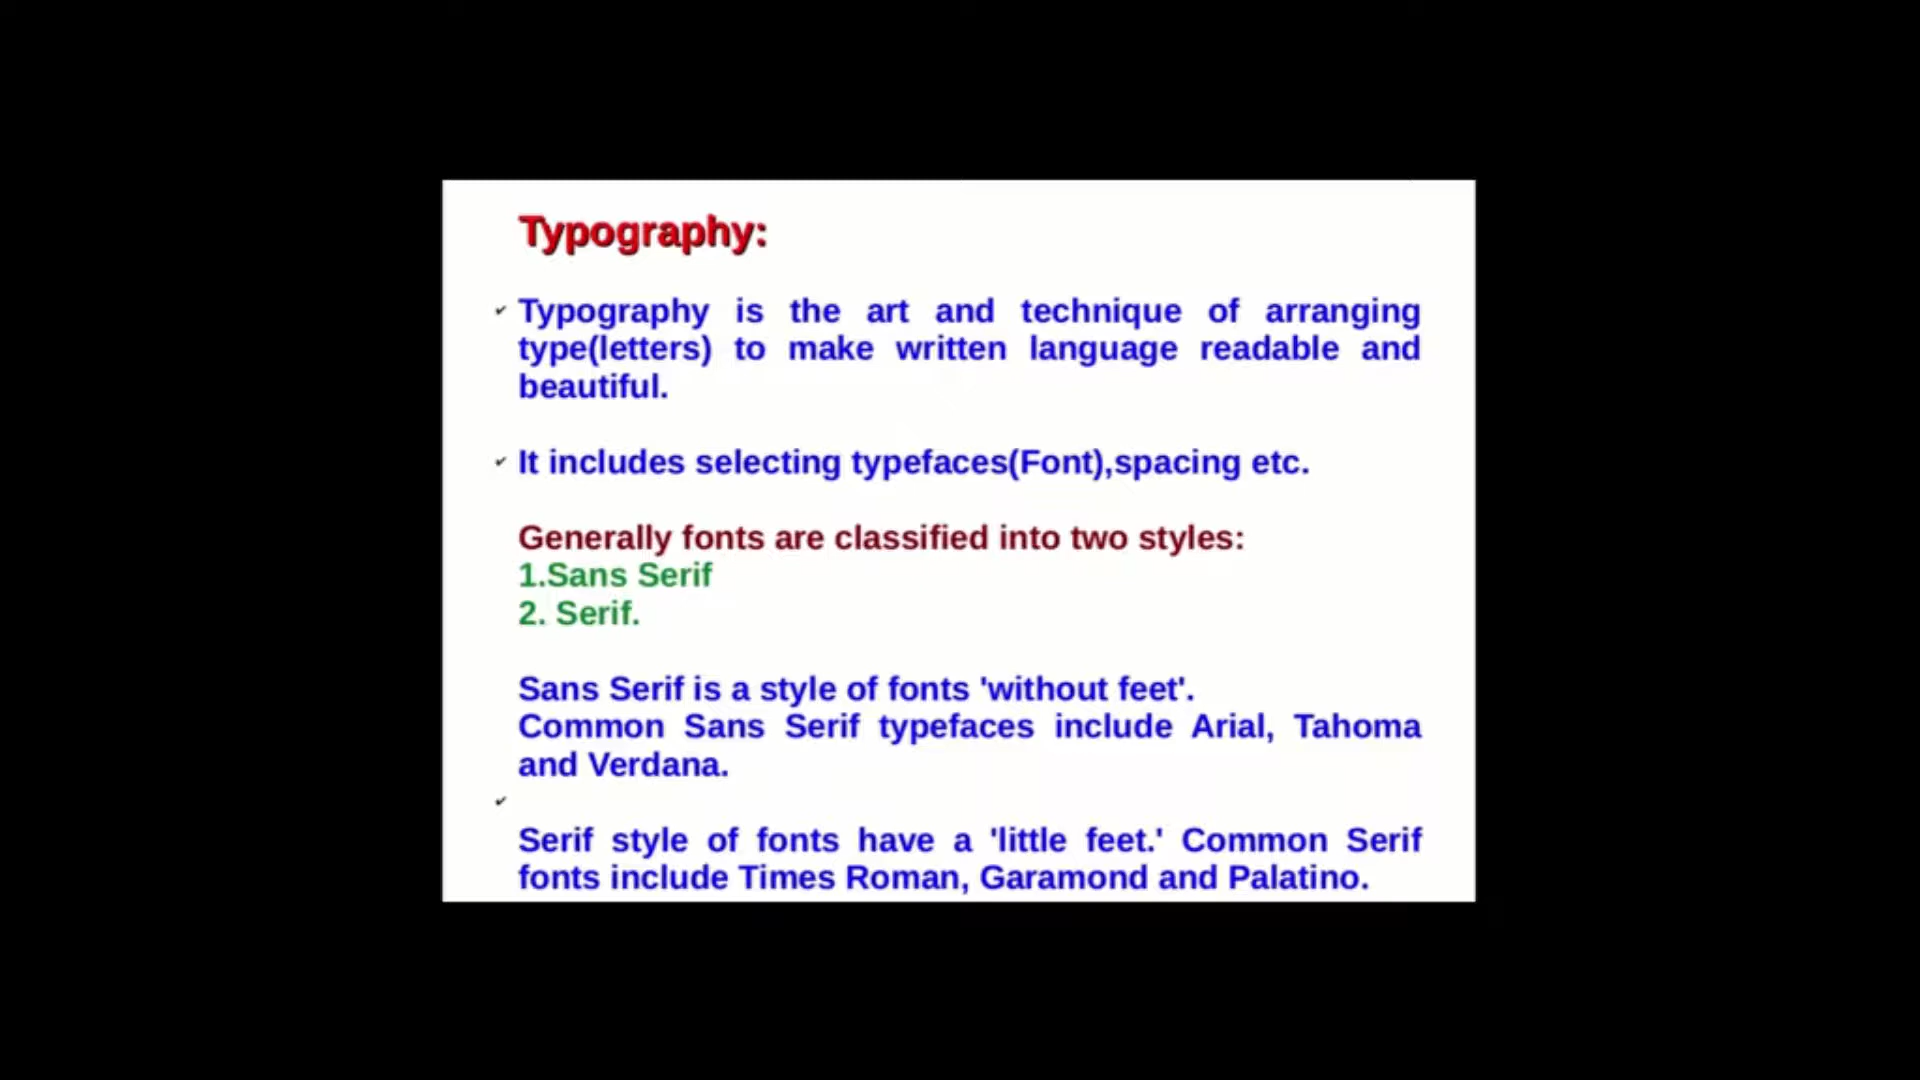 Typography:
Typography is the art and technique of arranging
type(letters) to make written language readable and
beautiful.
It includes selecting typefaces(Font),spacing etc.
Generally fonts are classified into two styles:
1.Sans Serif
2. Serif.
Sans Serif is a style of fonts 'without feet'.
Common Sans Serif typefaces include Arial, Tahoma
and Verdana.
Serif style of fonts have a 'little feet.' Common Serif
fonts include Times Roman, Garamond and Palatino.